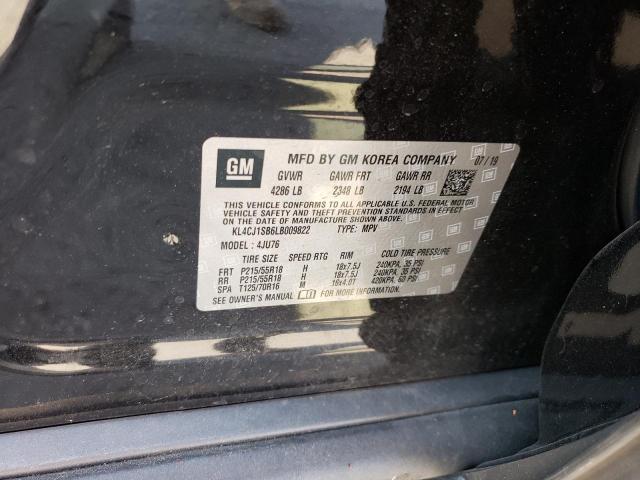 GM MFD BY GM KOREA COMPANY 07/19
GVWR GAWR FRT GAWR RR
4286 LB 2348 LB 2194 LB
THIS VEHICLE CONFORMS TO ALL APPLICABLE U.S. FEDERAL MOTOR
VEHICLE SAFETY, BUMPER, AND THEFT PREVENTION STANDARDS IN EFFECT
ON THE DATE OF MANUFACTURE SHOWN ABOVE.
KL4CJ1SB6LB009822 TYPE: MPV
MODEL: 4JU76
TIRE SIZE SPEED RTG RIM COLD TIRE PRESSURE
FRT P215/55R18 H 18x7.5J 240KPA, 35 PSI
RR P215/55R18 H 18x7.5J 240KPA, 35 PSI
SPA T125/70R16 M 16x4.0T 420KPA, 60 PSI
SEE OWNER'S MANUAL FOR MORE INFORMATION.